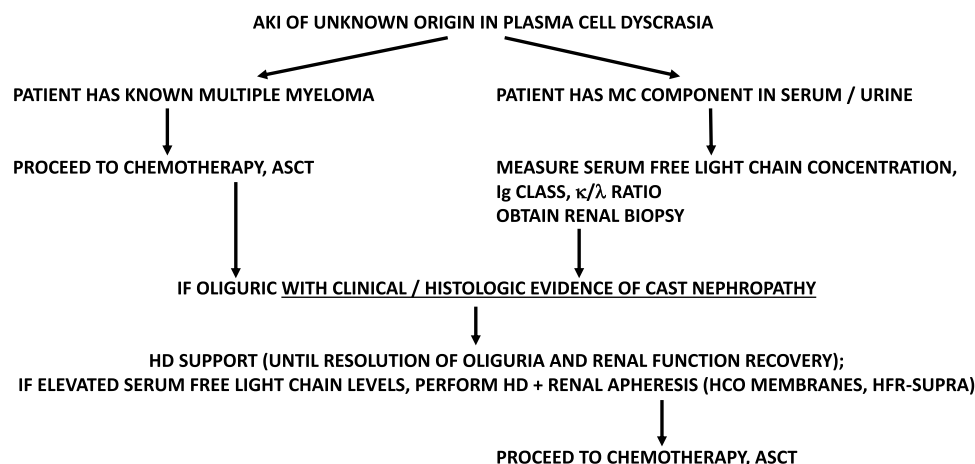 AKI OF UNKNOWN ORIGIN IN PLASMA CELL DYSCRASIA
PATIENT HAS KNOWN MULTIPLE MYELOMA
PATIENT HAS MC COMPONENT IN SERUM / URINE
PROCEED TO CHEMOTHERAPY, ASCT
MEASURE SERUM FREE LIGHT CHAIN CONCENTRATION,
Ig CLASS, κ/λ RATIO
OBTAIN RENAL BIOPSY
IF OLIGURIC WITH CLINICAL / HISTOLOGIC EVIDENCE OF CAST NEPHROPATHY
HD SUPPORT (UNTIL RESOLUTION OF OLIGURIA AND RENAL FUNCTION RECOVERY);
IF ELEVATED SERUM FREE LIGHT CHAIN LEVELS, PERFORM HD + RENAL APHERESIS (HCO MEMBRANES, HFR-SUPRA)
PROCEED TO CHEMOTHERAPY, ASCT